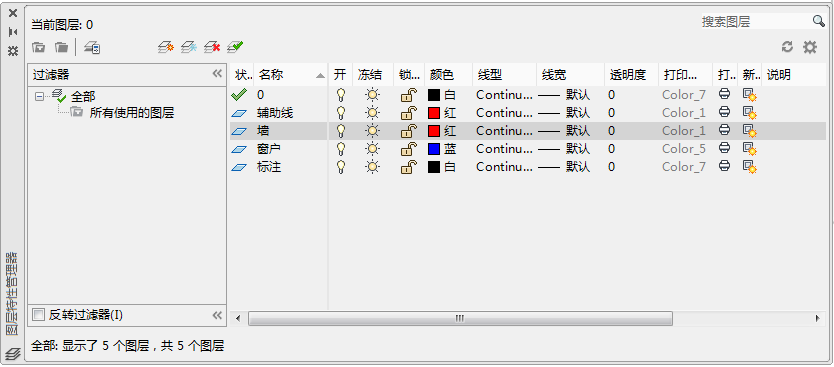 当前图层: 0
搜索图层
过滤器
全部
所有使用的图层
反转过滤器(I)
状.. 名称 开 冻结 锁... 颜色 线型 线宽 透明度 打印... 打.. 新.. 说明
0 白 Continu... 默认 0 Color_7
辅助线 红 Continu... 默认 0 Color_1
墙 红 Continu... 默认 0 Color_1
窗户 蓝 Continu... 默认 0 Color_5
标注 白 Continu... 默认 0 Color_7
全部: 显示了 5 个图层，共 5 个图层
图层特性管理器